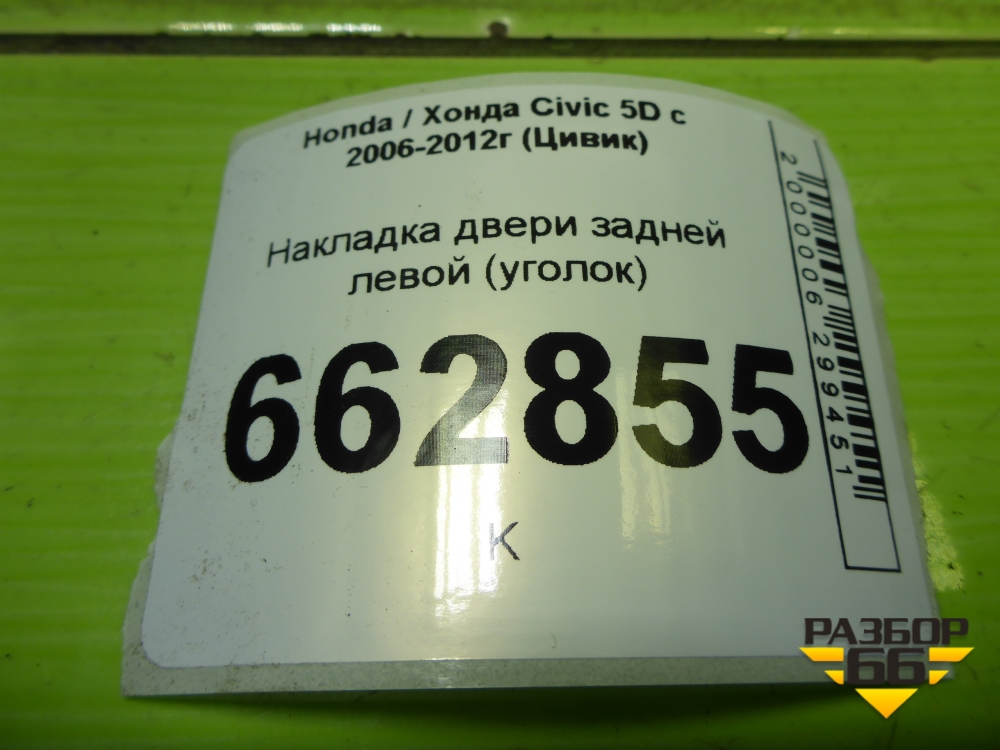 Honda / Хонда Civic 5D с
2006-2012г (Цивик)
Накладка двери задней
левой (уголок)
662855
К
2000006299451
РАЗБОР
66